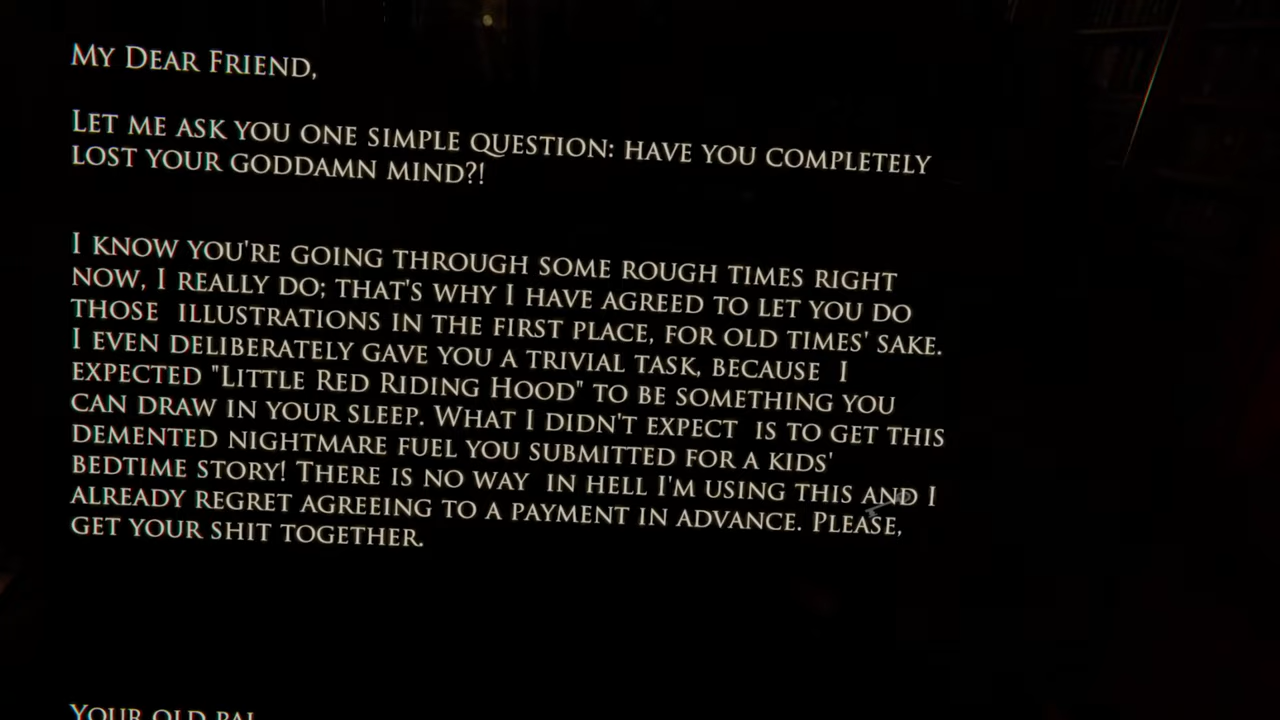 My Dear Friend,
Let me ask you one simple question: have you completely
lost your goddamn mind?!
I know you're going through some rough times right
now, I really do; that's why I have agreed to let you do
those illustrations in the first place, for old times' sake.
I even deliberately gave you a trivial task, because I
expected "Little Red Riding Hood" to be something you
can draw in your sleep. What I didn't expect is to get this
demented nightmare fuel you submitted for a kids'
bedtime story! There is no way in hell I'm using this and I
already regret agreeing to a payment in advance. Please,
get your shit together.
Your old pal